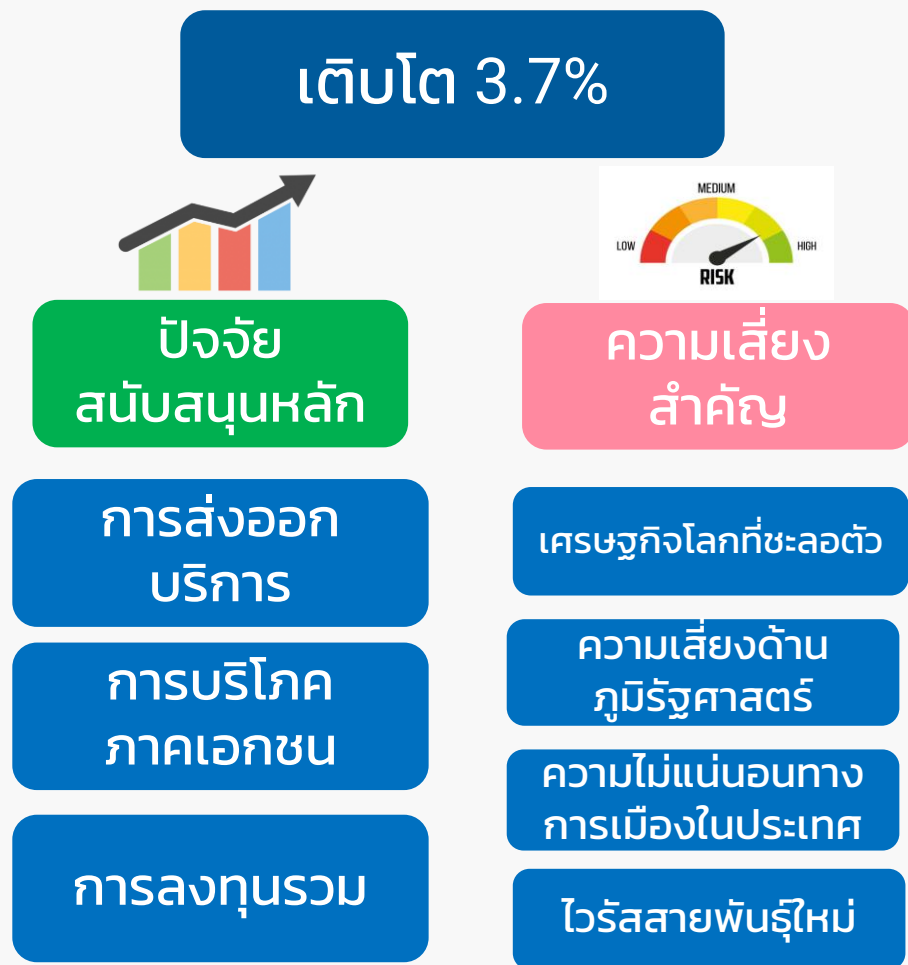 เติบโต 3.7%
MEDIUM
LOW
HIGH
RISK
ปัจจัย
สนับสนุนหลัก
ความเสี่ยง
สำคัญ
การส่งออก
บริการ
การบริโภค
ภาคเอกชน
การลงทุนรวม
เศรษฐกิจโลกที่ชะลอตัว
ความเสี่ยงด้าน
ภูมิรัฐศาสตร์
ความไม่แน่นอนทาง
การเมืองในประเทศ
ไวรัสสายพันธุ์ใหม่